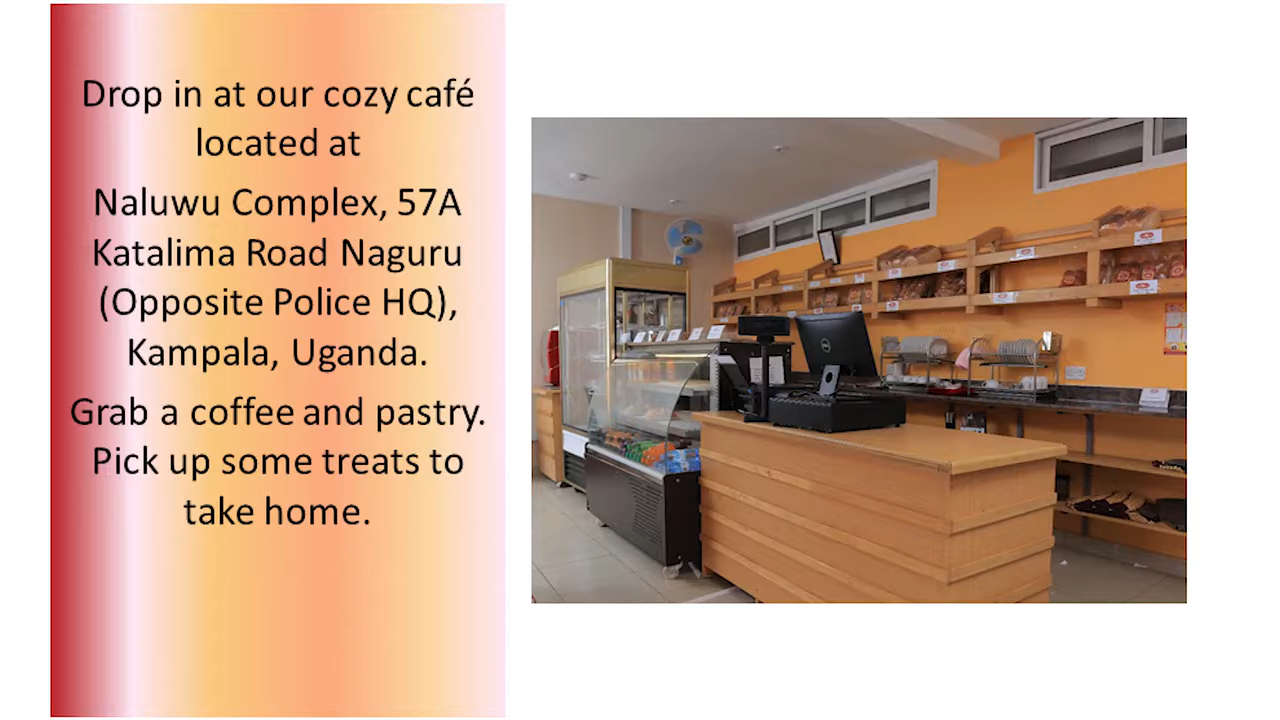 Drop in at our cozy café
located at
Naluwu Complex, 57A
Katalima Road Naguru
(Opposite Police HQ),
Kampala, Uganda.
Grab a coffee and pastry.
Pick up some treats to
take home.